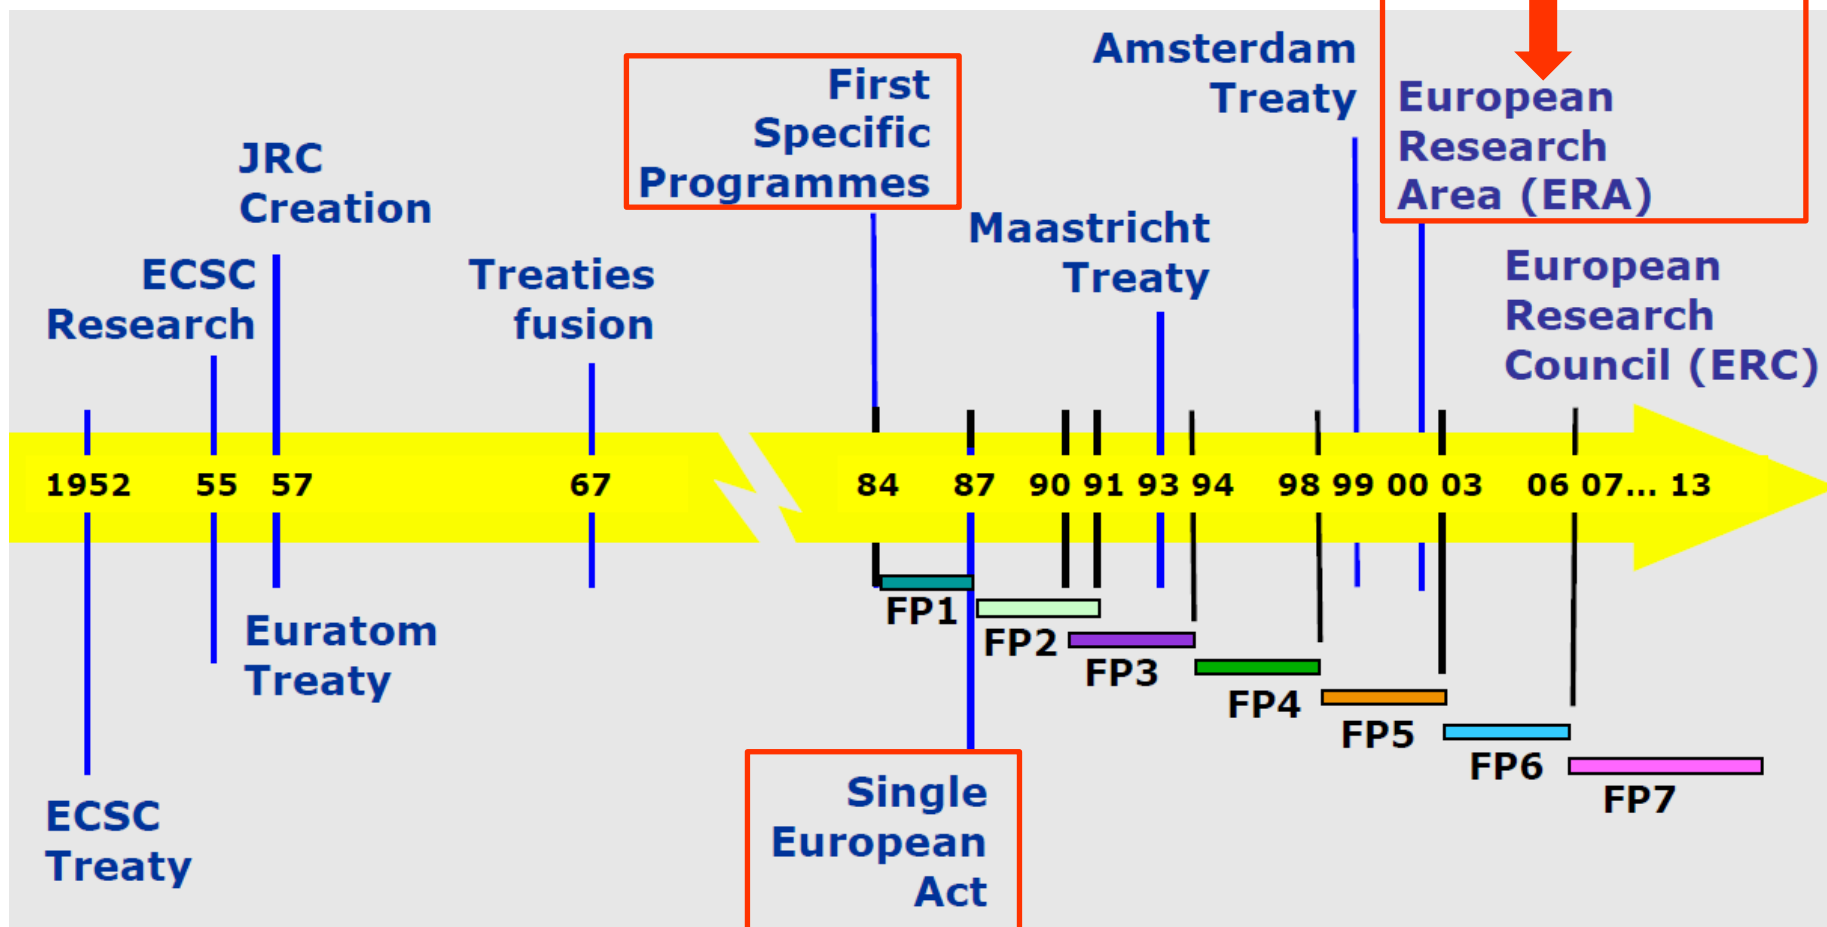 Amsterdam
Treaty
First
Specific
Programmes
European
Research
Area (ERA)
JRC
Creation
Maastricht
Treaty
ECSC
Research
Treaties
fusion
European
Research
Council (ERC)
1952 55 57 67 84 87 90 91 93 94 98 99 00 03 06 07... 13
FP1
FP2
FP3
FP4
FP5
FP6
FP7
Euratom
Treaty
ECSC
Treaty
Single
European
Act